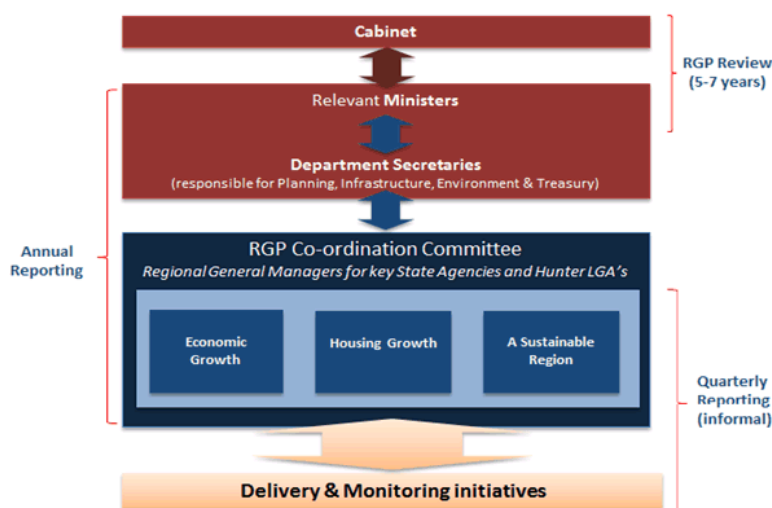 Cabinet
RGP Review
(5-7 years)
Relevant Ministers
Department Secretaries
(responsible for Planning, Infrastructure, Environment & Treasury)
Annual
Reporting
RGP Co-ordination Committee
Regional General Managers for key State Agencies and Hunter LGA's
Economic
Growth
Housing Growth
A Sustainable
Region
Quarterly
Reporting
(informal)
Delivery & Monitoring initiatives